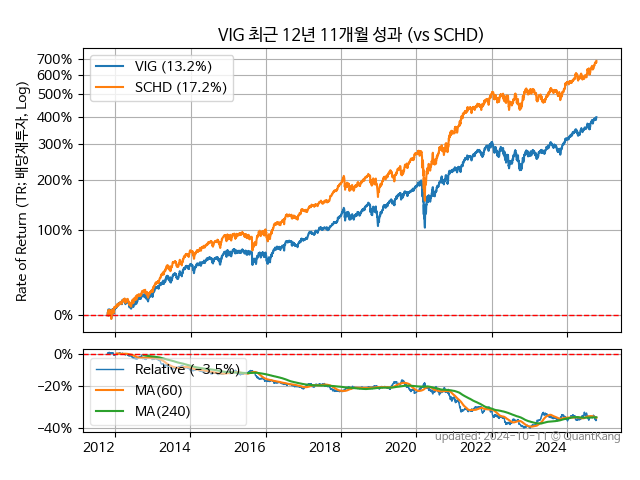 VIG 최근 12년 11개월 성과 (vs SCHD)
Rate of Return (TR: 배당재투자, Log)
700%
600%
500%
400%
300%
200%
100%
0%
VIG (13.2%)
SCHD (17.2%)
0%
−20%
−40%
Relative (−3.5%)
MA(60)
MA(240)
updated: 2024-10-11 © QuantKang
2012 2014 2016 2018 2020 2022 2024